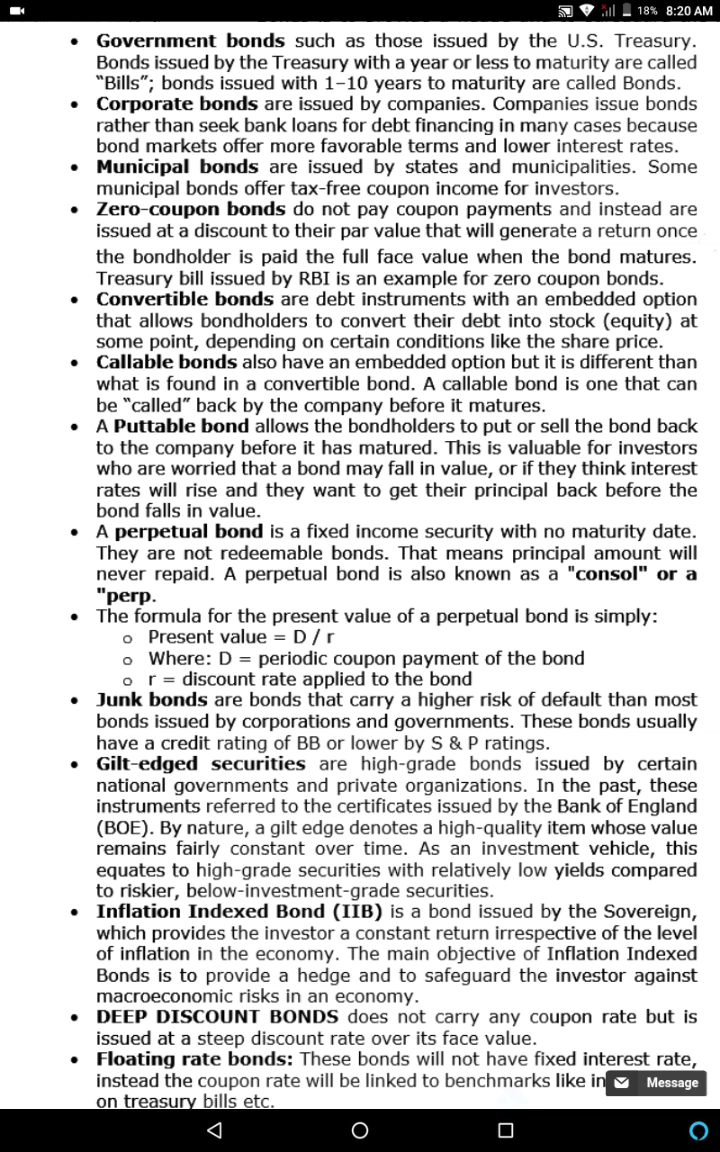 18% 8:20 AM
• Government bonds such as those issued by the U.S. Treasury.
Bonds issued by the Treasury with a year or less to maturity are called
“Bills”; bonds issued with 1–10 years to maturity are called Bonds.
• Corporate bonds are issued by companies. Companies issue bonds
rather than seek bank loans for debt financing in many cases because
bond markets offer more favorable terms and lower interest rates.
• Municipal bonds are issued by states and municipalities. Some
municipal bonds offer tax-free coupon income for investors.
• Zero-coupon bonds do not pay coupon payments and instead are
issued at a discount to their par value that will generate a return once
the bondholder is paid the full face value when the bond matures.
Treasury bill issued by RBI is an example for zero coupon bonds.
• Convertible bonds are debt instruments with an embedded option
that allows bondholders to convert their debt into stock (equity) at
some point, depending on certain conditions like the share price.
• Callable bonds also have an embedded option but it is different than
what is found in a convertible bond. A callable bond is one that can
be “called” back by the company before it matures.
• A Puttable bond allows the bondholders to put or sell the bond back
to the company before it has matured. This is valuable for investors
who are worried that a bond may fall in value, or if they think interest
rates will rise and they want to get their principal back before the
bond falls in value.
• A perpetual bond is a fixed income security with no maturity date.
They are not redeemable bonds. That means principal amount will
never repaid. A perpetual bond is also known as a "consol" or a
"perp.
• The formula for the present value of a perpetual bond is simply:
o Present value = D / r
o Where: D = periodic coupon payment of the bond
o r = discount rate applied to the bond
• Junk bonds are bonds that carry a higher risk of default than most
bonds issued by corporations and governments. These bonds usually
have a credit rating of BB or lower by S & P ratings.
• Gilt-edged securities are high-grade bonds issued by certain
national governments and private organizations. In the past, these
instruments referred to the certificates issued by the Bank of England
(BOE). By nature, a gilt edge denotes a high-quality item whose value
remains fairly constant over time. As an investment vehicle, this
equates to high-grade securities with relatively low yields compared
to riskier, below-investment-grade securities.
• Inflation Indexed Bond (IIB) is a bond issued by the Sovereign,
which provides the investor a constant return irrespective of the level
of inflation in the economy. The main objective of Inflation Indexed
Bonds is to provide a hedge and to safeguard the investor against
macroeconomic risks in an economy.
• DEEP DISCOUNT BONDS does not carry any coupon rate but is
issued at a steep discount rate over its face value.
• Floating rate bonds: These bonds will not have fixed interest rate,
instead the coupon rate will be linked to benchmarks like in
Message
on treasury bills etc.